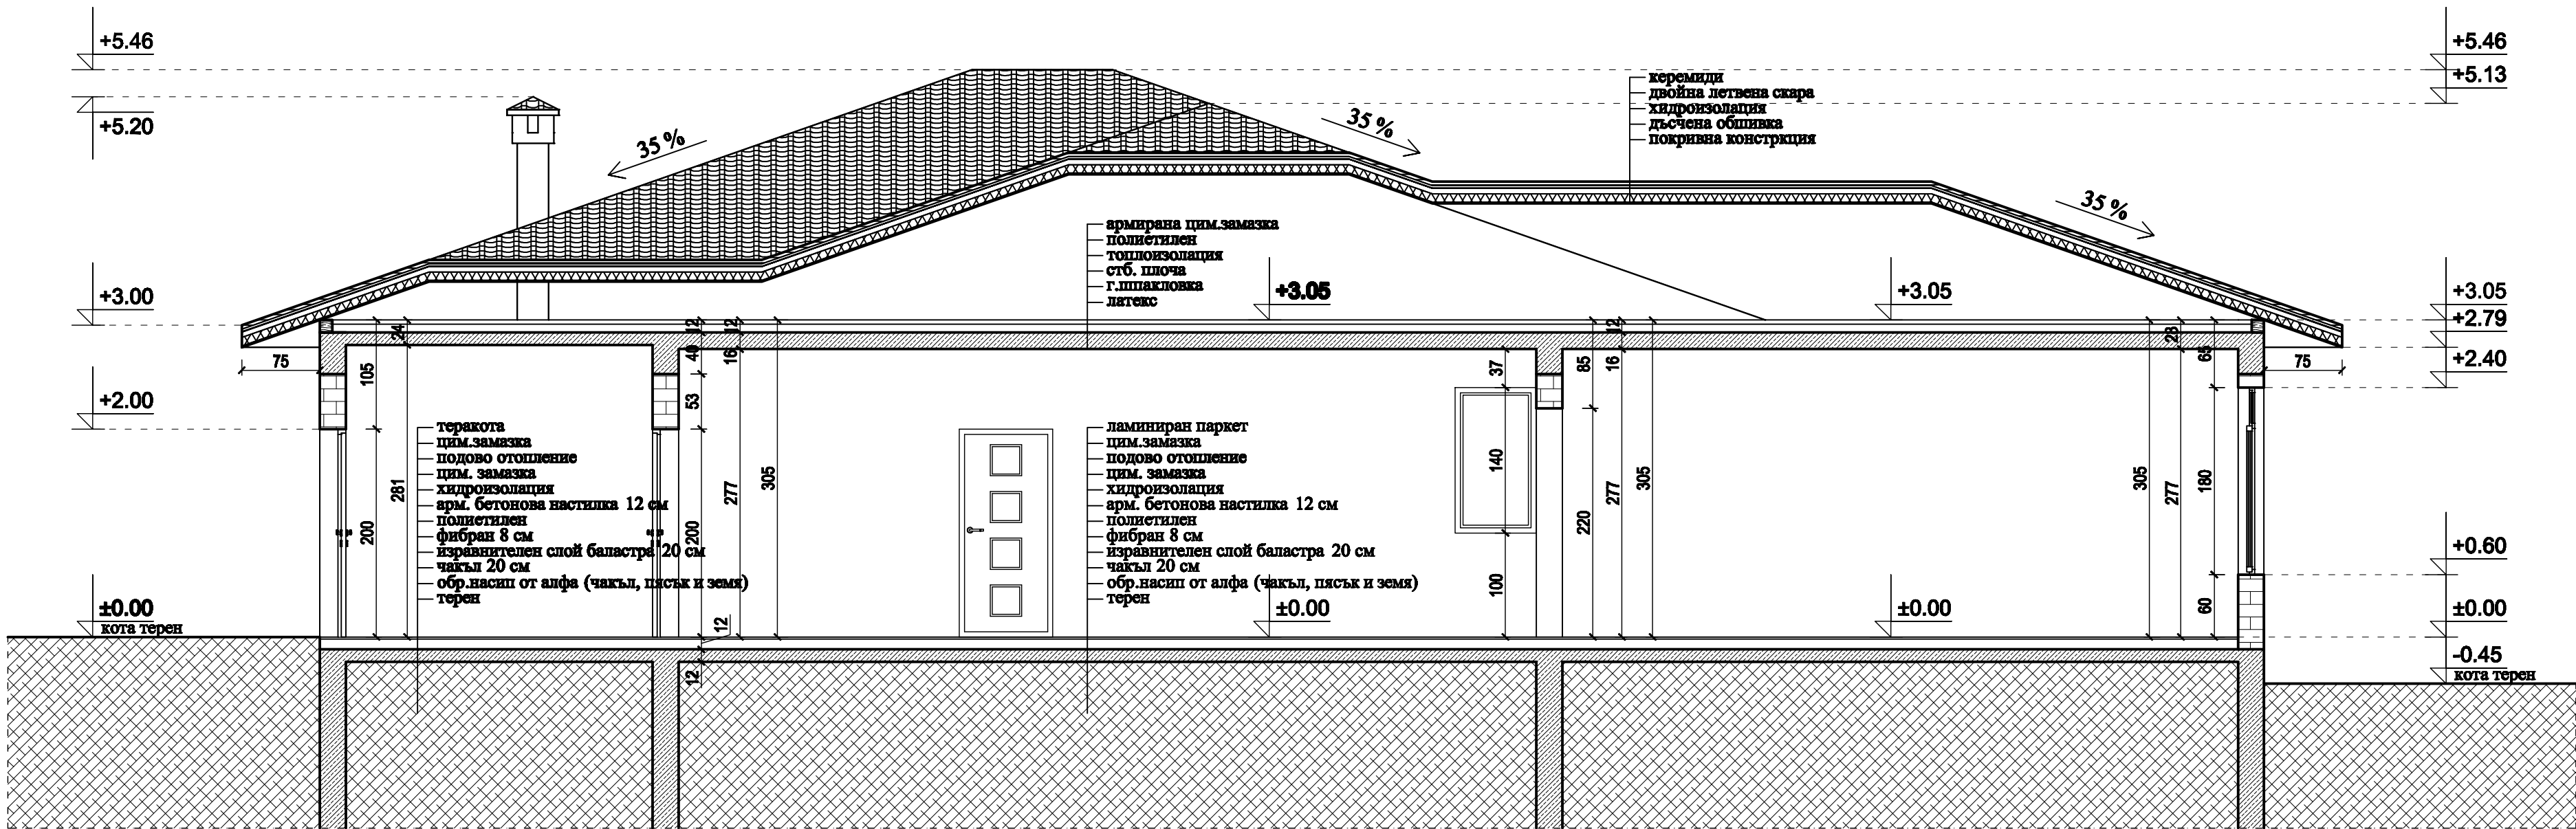 +5.46
+5.20
+3.00
+2.00
±0.00
кота терен
35 %
35 %
35 %
керемиди
двойна летвена скара
хидроизолация
дъсчена обшивка
покривна констркция
армирана цим.замазка
полиетилен
топлоизолация
стб. плоча
г.шпакловка
латекс
+3.05
+3.05
75
105
200
24
281
12
40
53
200
12
12
12
16
277
305
теракота
цим.замазка
подово отопление
цим. замазка
хидроизолация
арм. бетонова настилка 12 см
полиетилен
фибран 8 см
изравнителен слой баластра 20 см
чакъл 20 см
обр.насип от алфа (чакъл, пясък и земя)
терен
ламиниран паркет
цим.замазка
подово отопление
цим. замазка
хидроизолация
арм. бетонова настилка 12 см
полиетилен
фибран 8 см
изравнителен слой баластра 20 см
чакъл 20 см
обр.насип от алфа (чакъл, пясък и земя)
терен
±0.00
±0.00
37
140
100
85
220
12
16
277
305
305
28
277
65
180
60
75
+5.46
+5.13
+3.05
+2.79
+2.40
+0.60
±0.00
-0.45
кота терен